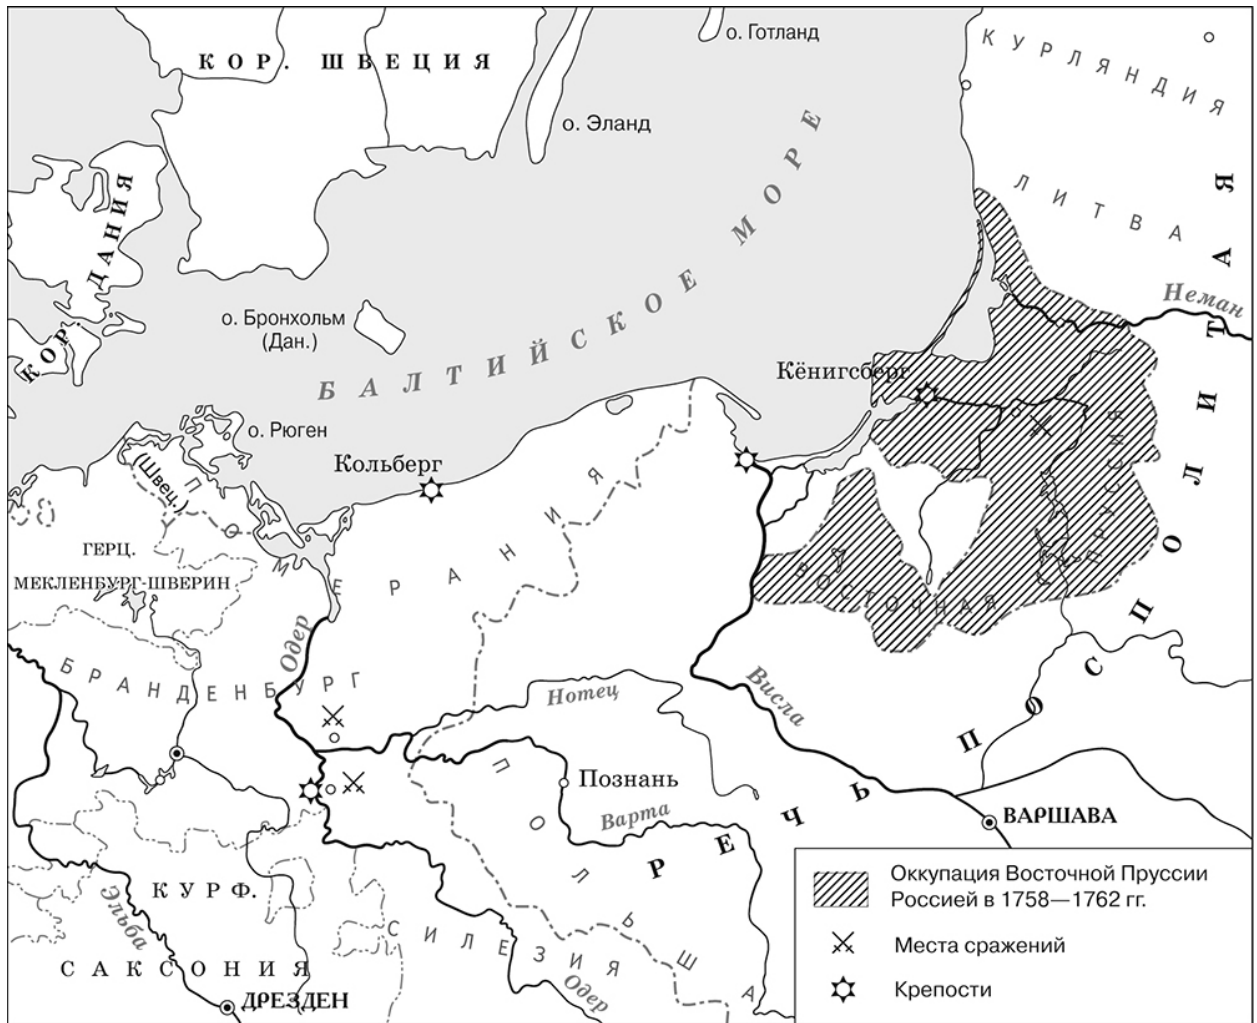 КОР. ШВЕЦИЯ
о. Готланд
КУРЛЯНДИЯ
о. Эланд
БАЛТИЙСКОЕ МОРЕ
ЛИТВА
КОР. ДАНИЯ
Неман
о. Бронхольм
(Дан.)
Кёнигсберг
о. Рюген
(Швец.)
Кольберг
ПОМЕРАНИЯ
ВОСТОЧНАЯ ПРУССИЯ
ГЕРЦ.
МЕКЛЕНБУРГ-ШВЕРИН
Одер
БРАНДЕНБУРГ
Нотец
Висла
РЕЧЬ ПОСПОЛИТАЯ
Познань
Варта
ПОЛЬША
ВАРШАВА
КУРФ.
САКСОНИЯ
Эльба
СИЛЕЗИЯ
Одер
ДРЕЗДЕН
Оккупация Восточной Пруссии
Россией в 1758—1762 гг.
Места сражений
Крепости